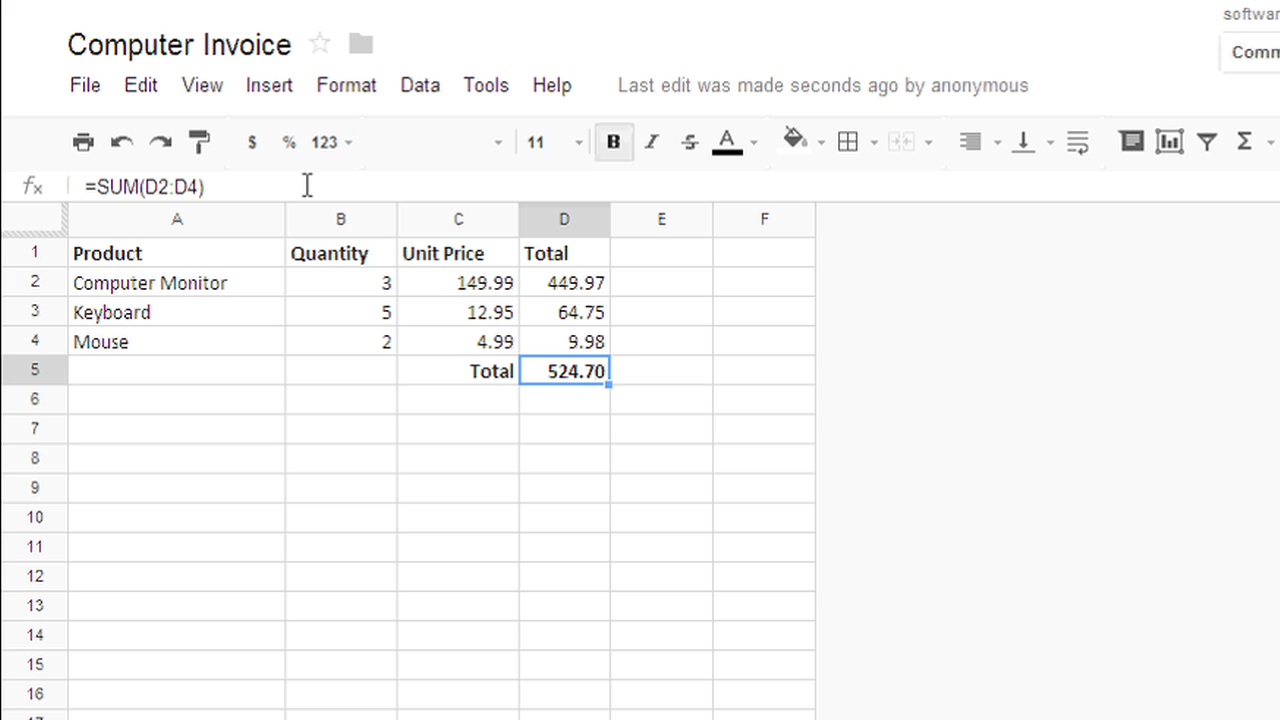 softwar
Computer Invoice
Comm
File Edit View Insert Format Data Tools Help Last edit was made seconds ago by anonymous
$ % 123 11 B I S A Σ
fx =SUM(D2:D4)
A B C D E F
1 Product Quantity Unit Price Total
2 Computer Monitor 3 149.99 449.97
3 Keyboard 5 12.95 64.75
4 Mouse 2 4.99 9.98
5 Total 524.70
6
7
8
9
10
11
12
13
14
15
16
17